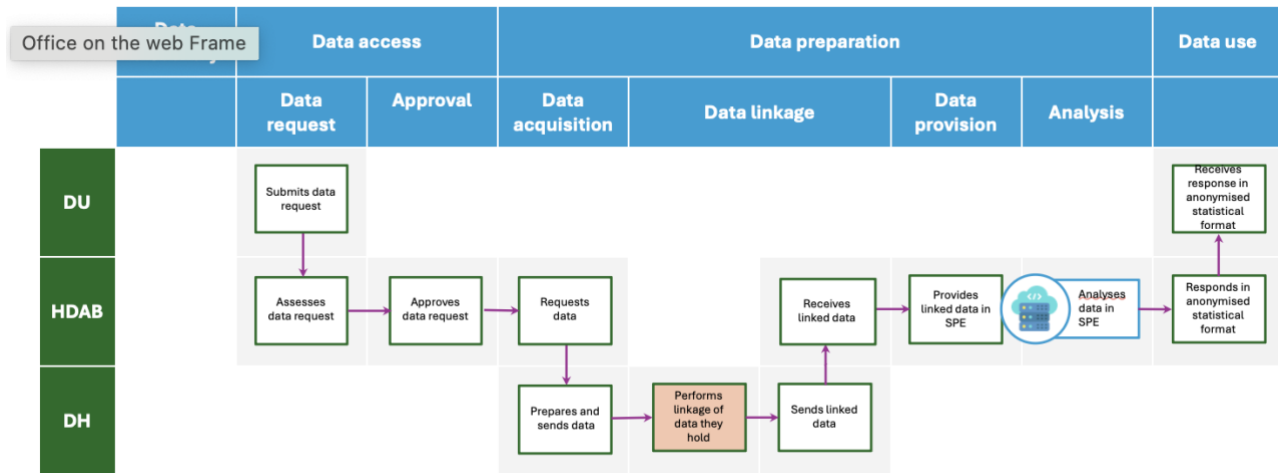 Office on the web Frame
Data access
Data preparation
Data use
Data
request
Approval
Data
acquisition
Data linkage
Data
provision
Analysis
DU
Submits data
request
Receives
response in
anonymised
statistical
format
HDAB
Assesses
data request
Approves
data request
Requests
data
Receives
linked data
Provides
linked data in
SPE
</>
Analyses
data in
SPE
Responds in
anonymised
statistical
format
DH
Prepares and
sends data
Performs
linkage of
data they
hold
Sends linked
data